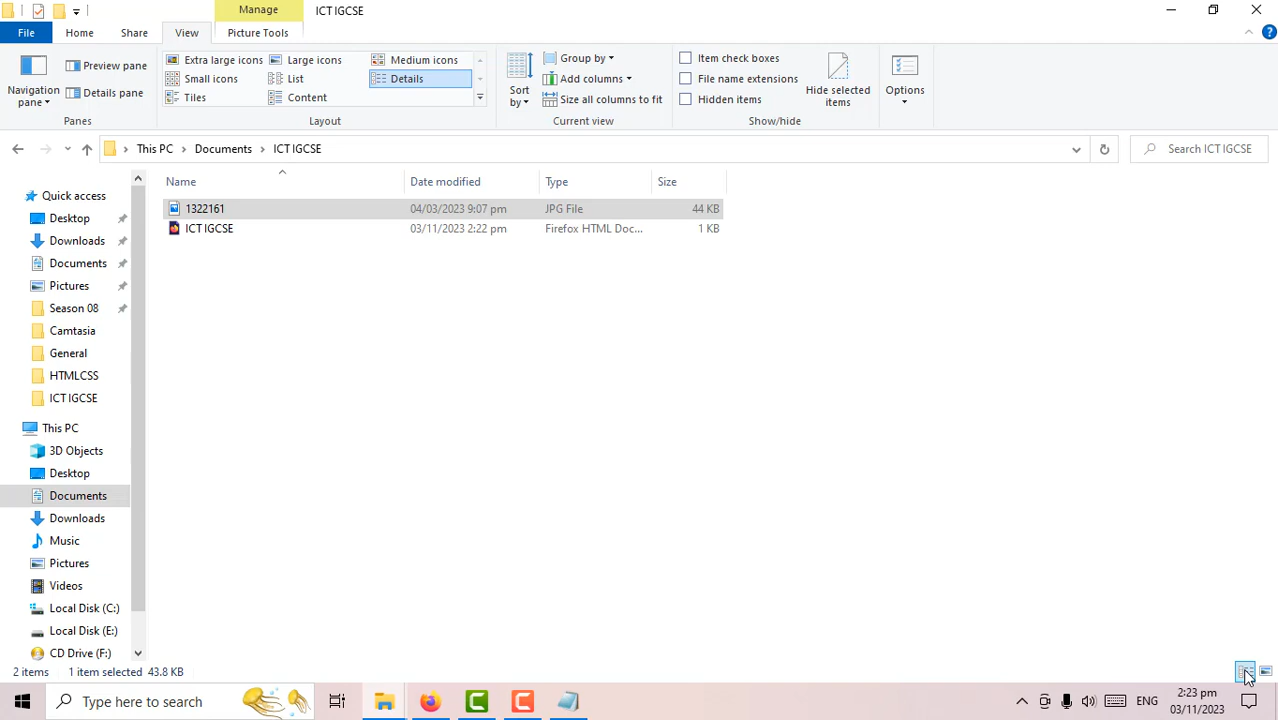 Manage
ICT IGCSE
File
Home
Share
View
Picture Tools
Navigation pane
Preview pane
Details pane
Panes
Extra large icons
Large icons
Medium icons
Small icons
List
Details
Tiles
Content
Layout
Sort by
Group by
Add columns
Size all columns to fit
Current view
Item check boxes
File name extensions
Hidden items
Hide selected items
Show/hide
Options
This PC
Documents
ICT IGCSE
Search ICT IGCSE
Name
Date modified
Type
Size
1322161 04/03/2023 9:07 pm JPG File 44 KB
ICT IGCSE 03/11/2023 2:22 pm Firefox HTML Doc... 1 KB
Quick access
Desktop
Downloads
Documents
Pictures
Season 08
Camtasia
General
HTMLCSS
ICT IGCSE
This PC
3D Objects
Desktop
Documents
Downloads
Music
Pictures
Videos
Local Disk (C:)
Local Disk (E:)
CD Drive (F:)
2 items 1 item selected 43.8 KB
Type here to search
ENG
2:23 pm
03/11/2023